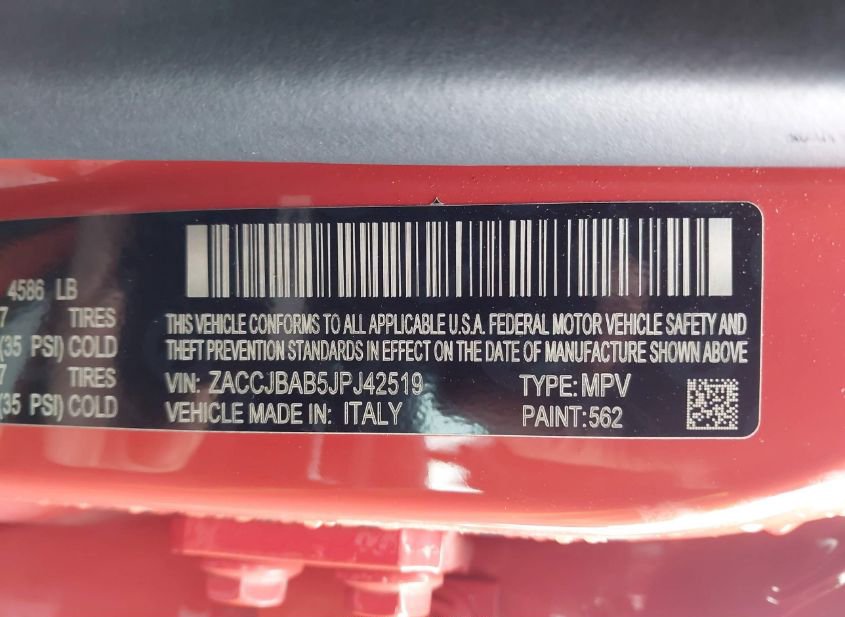 4586 LB
7 TIRES
(35 PSI) COLD
7 TIRES
(35 PSI) COLD
THIS VEHICLE CONFORMS TO ALL APPLICABLE U.S.A. FEDERAL MOTOR VEHICLE SAFETY AND
THEFT PREVENTION STANDARDS IN EFFECT ON THE DATE OF MANUFACTURE SHOWN ABOVE
VIN: ZACCJBAB5JPJ42519 TYPE: MPV
VEHICLE MADE IN: ITALY PAINT: 562